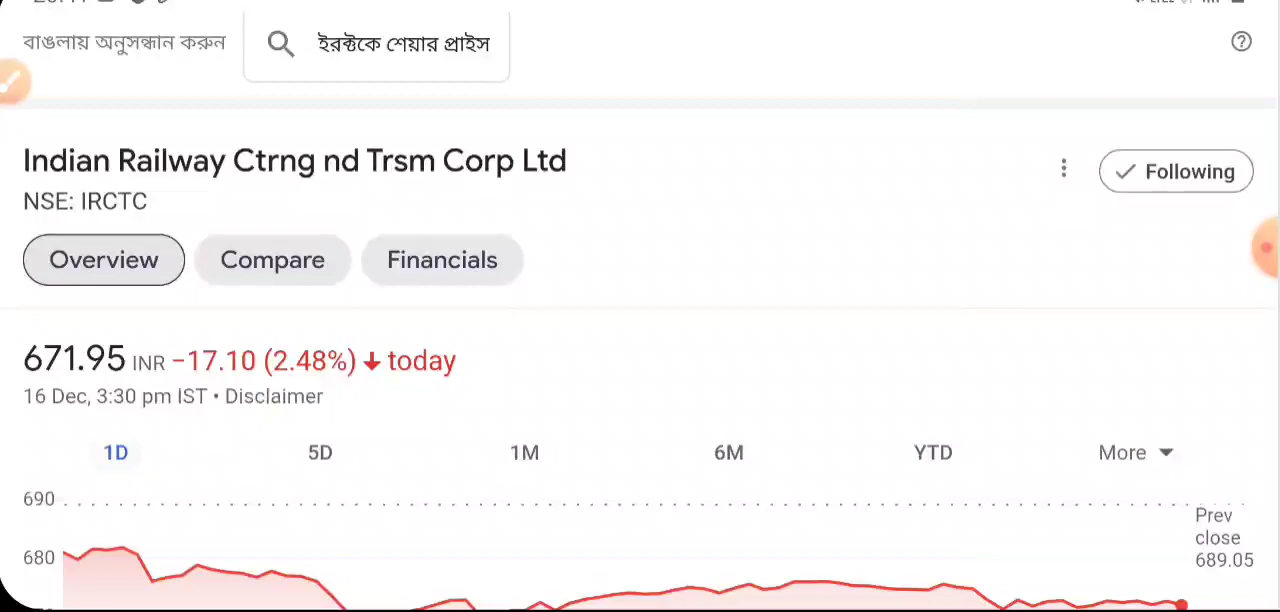 বাঙলায় অনুসন্ধান করুন
ইরক্টকে শেয়ার প্রাইস
Indian Railway Ctrng nd Trsm Corp Ltd
Following
NSE: IRCTC
Overview Compare Financials
671.95 INR −17.10 (2.48%) today
16 Dec, 3:30 pm IST • Disclaimer
1D 5D 1M 6M YTD More
690
Prev
close
689.05
680